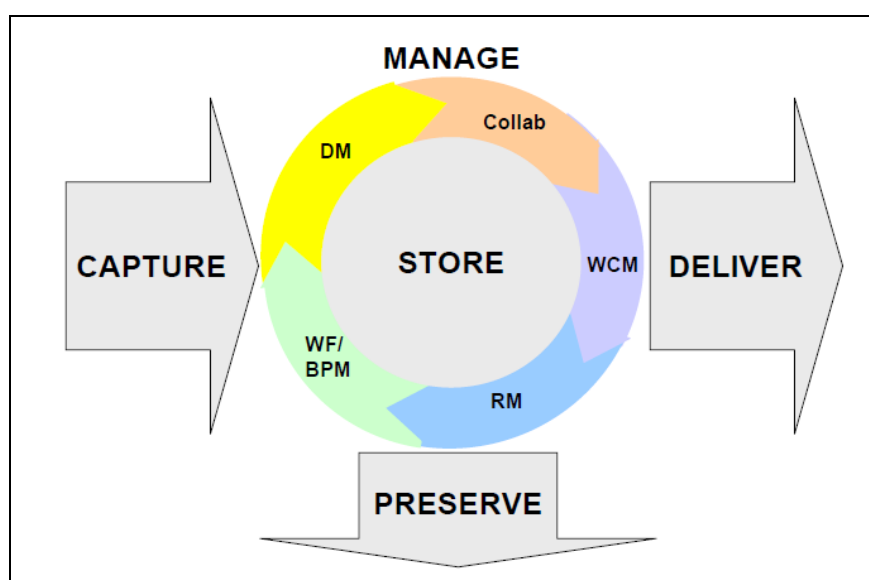 MANAGE
Collab
DM
CAPTURE
STORE
WCM
DELIVER
WF/
BPM
RM
PRESERVE